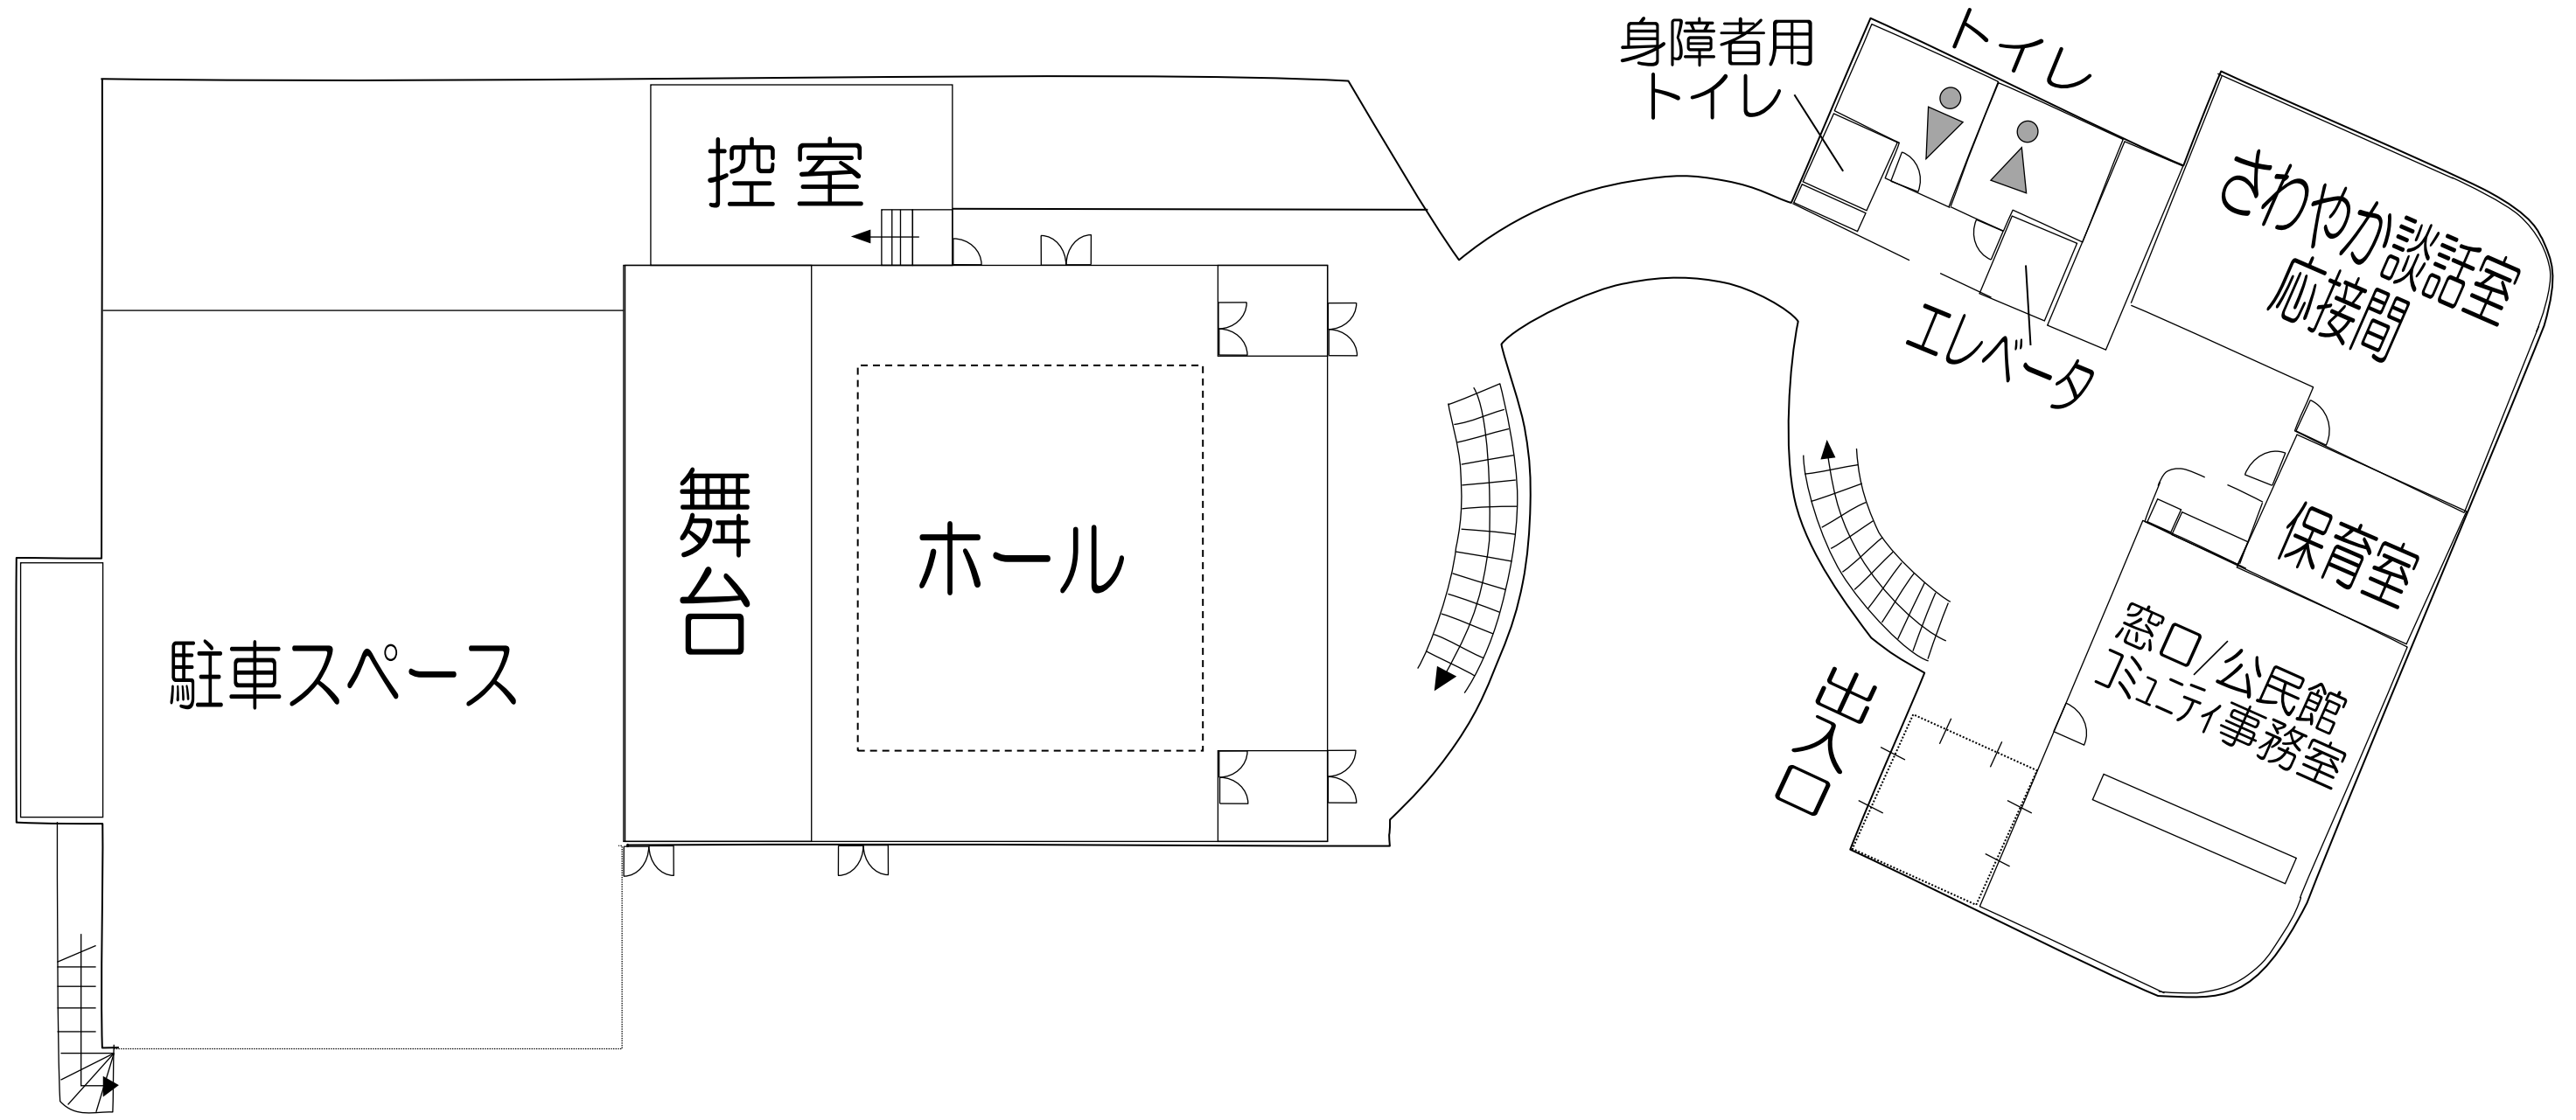 身障者用
トイレ
トイレ
控室
さわやか談話室
応接間
エレベータ
舞台
ホール
保育室
駐車スペース
窓口/公民館
コミュニティ事務室
出入口